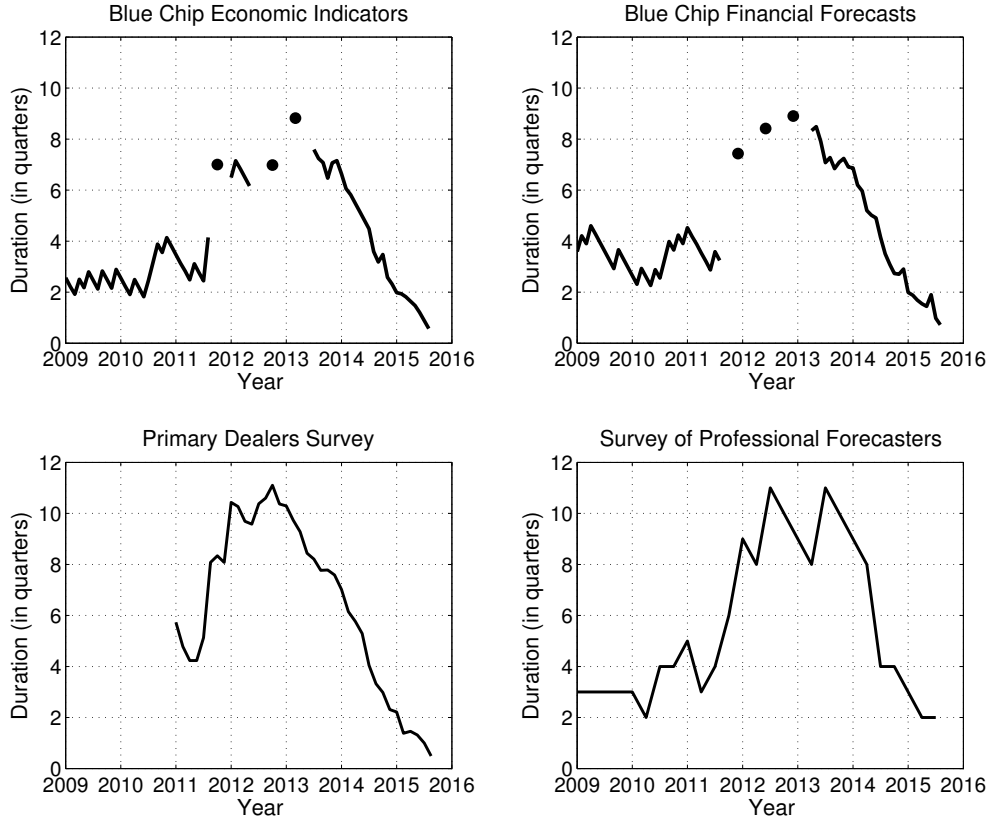 Blue Chip Economic Indicators
Duration (in quarters)
12
10
8
6
4
2
0
2009 2010 2011 2012 2013 2014 2015 2016
Year
Blue Chip Financial Forecasts
Duration (in quarters)
12
10
8
6
4
2
0
2009 2010 2011 2012 2013 2014 2015 2016
Year
Primary Dealers Survey
Duration (in quarters)
12
10
8
6
4
2
0
2009 2010 2011 2012 2013 2014 2015 2016
Year
Survey of Professional Forecasters
Duration (in quarters)
12
10
8
6
4
2
0
2009 2010 2011 2012 2013 2014 2015 2016
Year